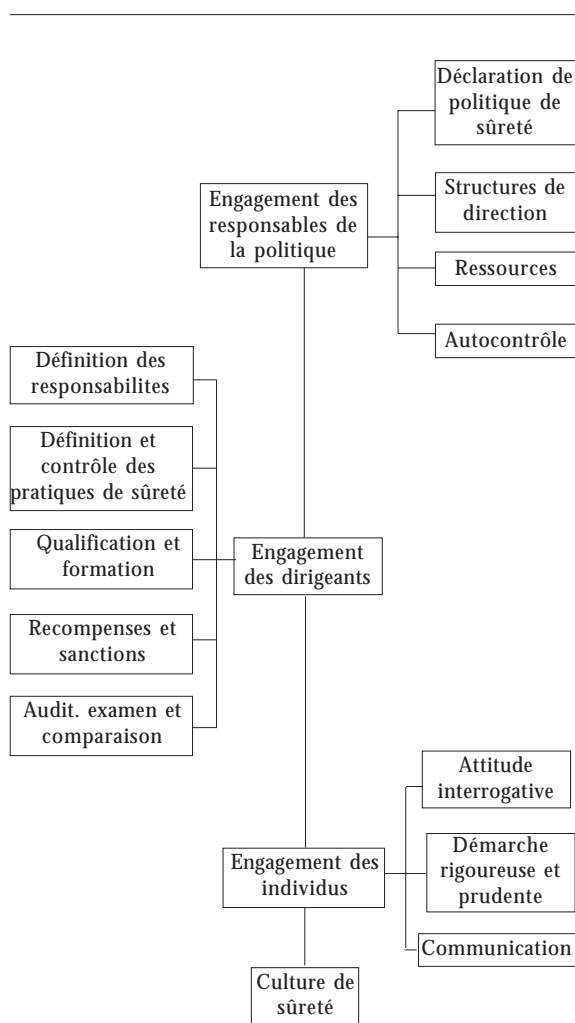 Déclaration de
politique de
sûreté
Engagement des
responsables de
la politique
Structures de
direction
Ressources
Autocontrôle
Définition des
responsabilites
Définition et
contrôle des
pratiques de sûreté
Qualification et
formation
Engagement
des dirigeants
Recompenses et
sanctions
Audit. examen et
comparaison
Attitude
interrogative
Engagement des
individus
Démarche
rigoureuse et
prudente
Communication
Culture de
sûreté